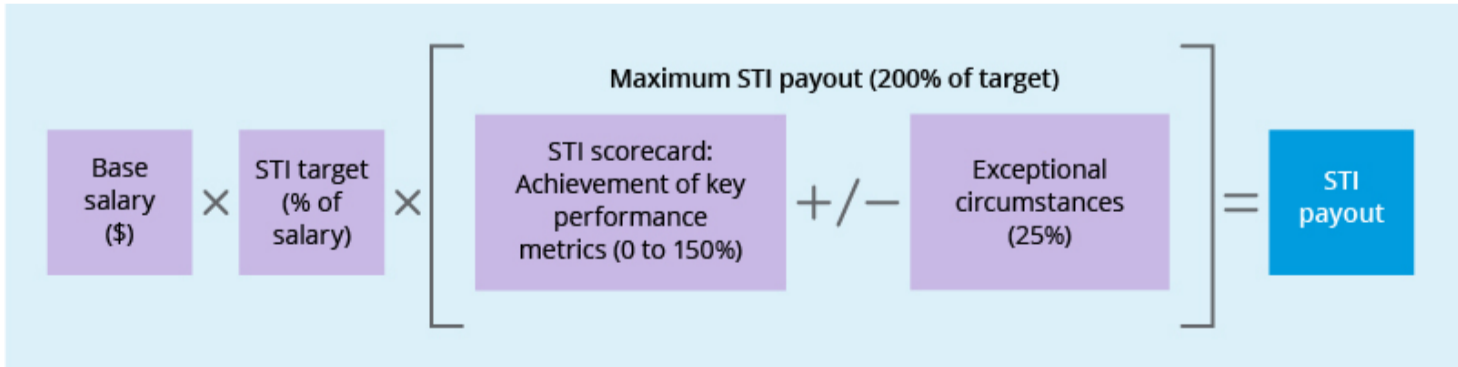 Maximum STI payout (200% of target)
Base
salary
($)
×
STI target
(% of
salary)
×
STI scorecard:
Achievement of key
performance
metrics (0 to 150%)
+/−
Exceptional
circumstances
(25%)
=
STI
payout